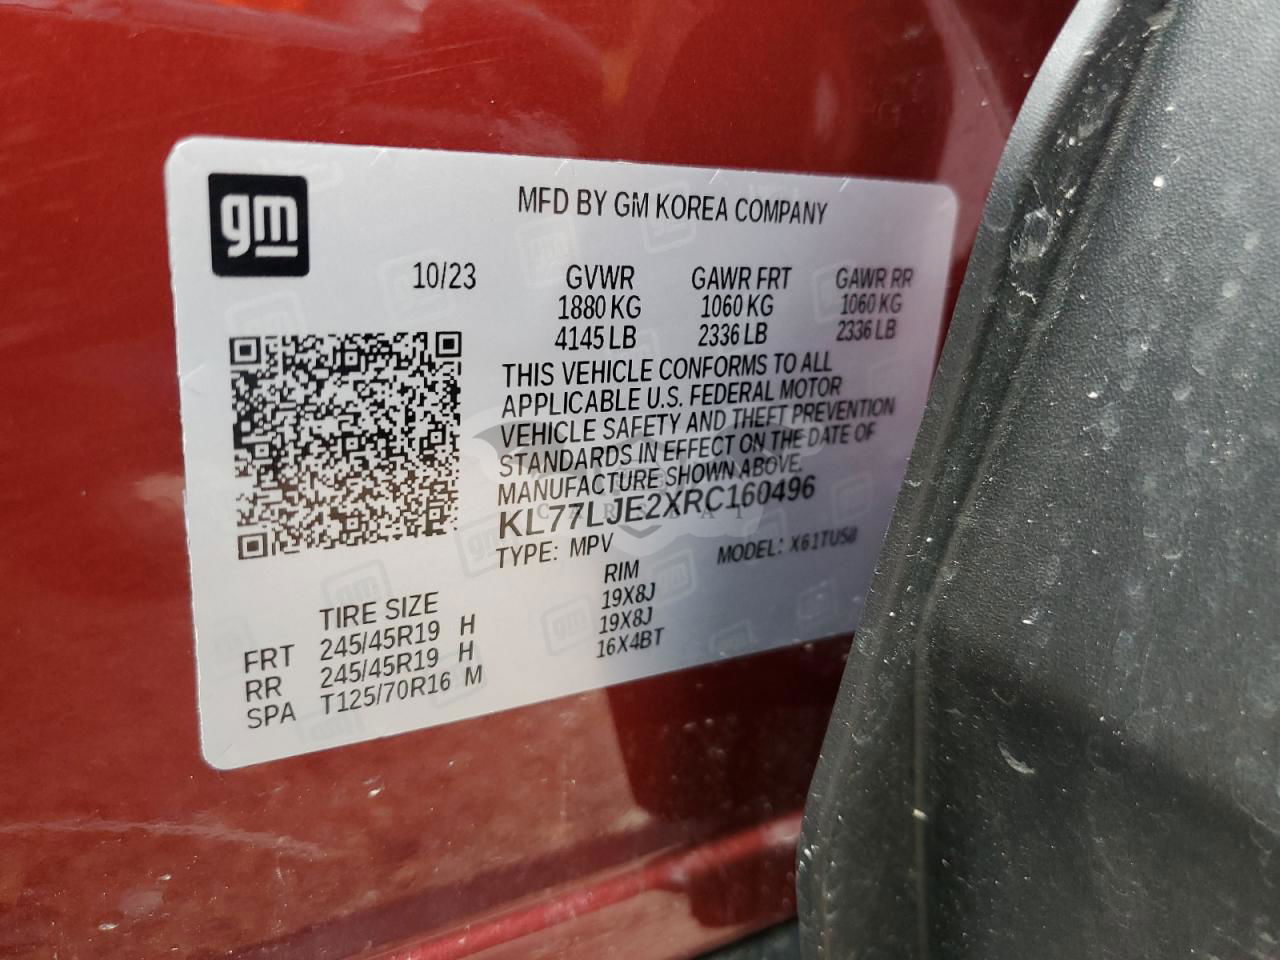 gm
MFD BY GM KOREA COMPANY
10/23 GVWR GAWR FRT GAWR RR
1880 KG 1060 KG 1060 KG
4145 LB 2336 LB 2336 LB
THIS VEHICLE CONFORMS TO ALL
APPLICABLE U.S. FEDERAL MOTOR
VEHICLE SAFETY AND THEFT PREVENTION
STANDARDS IN EFFECT ON THE DATE OF
MANUFACTURE SHOWN ABOVE.
KL77LJE2XRC160496
TYPE: MPV MODEL: X61TU58
TIRE SIZE RIM
FRT 245/45R19 H 19X8J
RR 245/45R19 H 19X8J
SPA T125/70R16 M 16X4BT